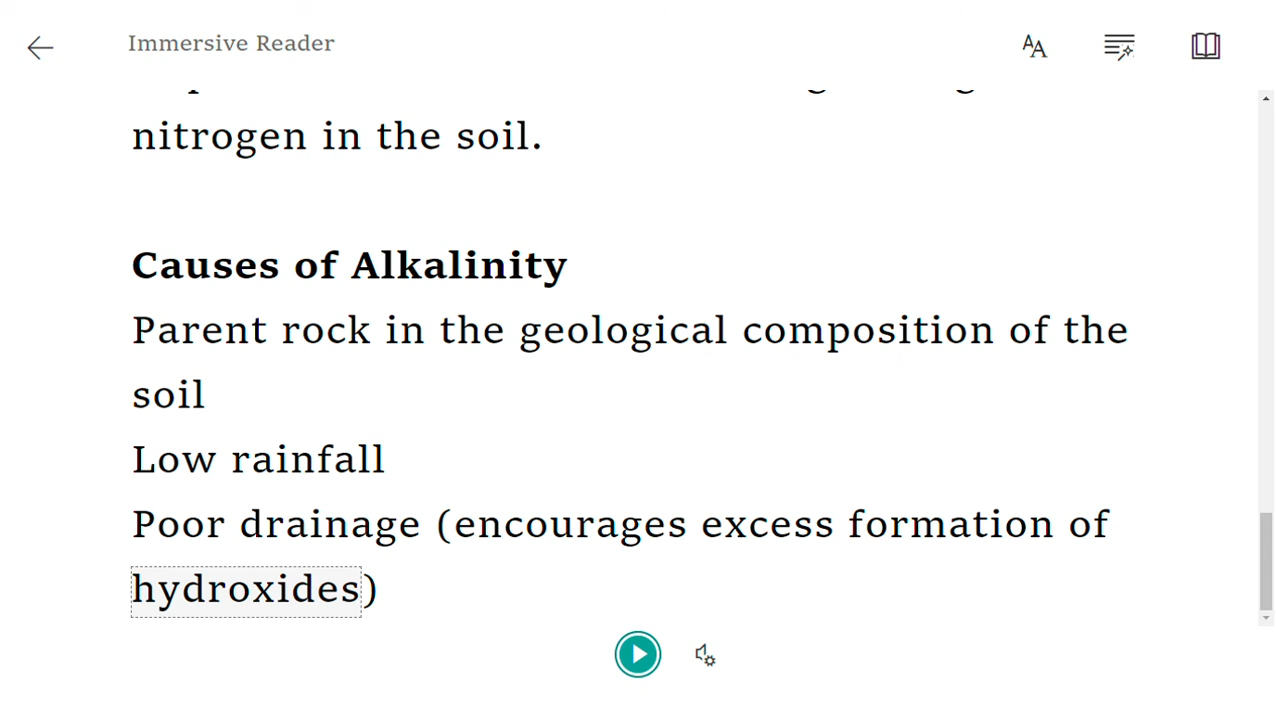 Immersive Reader
nitrogen in the soil.
Causes of Alkalinity
Parent rock in the geological composition of the
soil
Low rainfall
Poor drainage (encourages excess formation of
hydroxides)